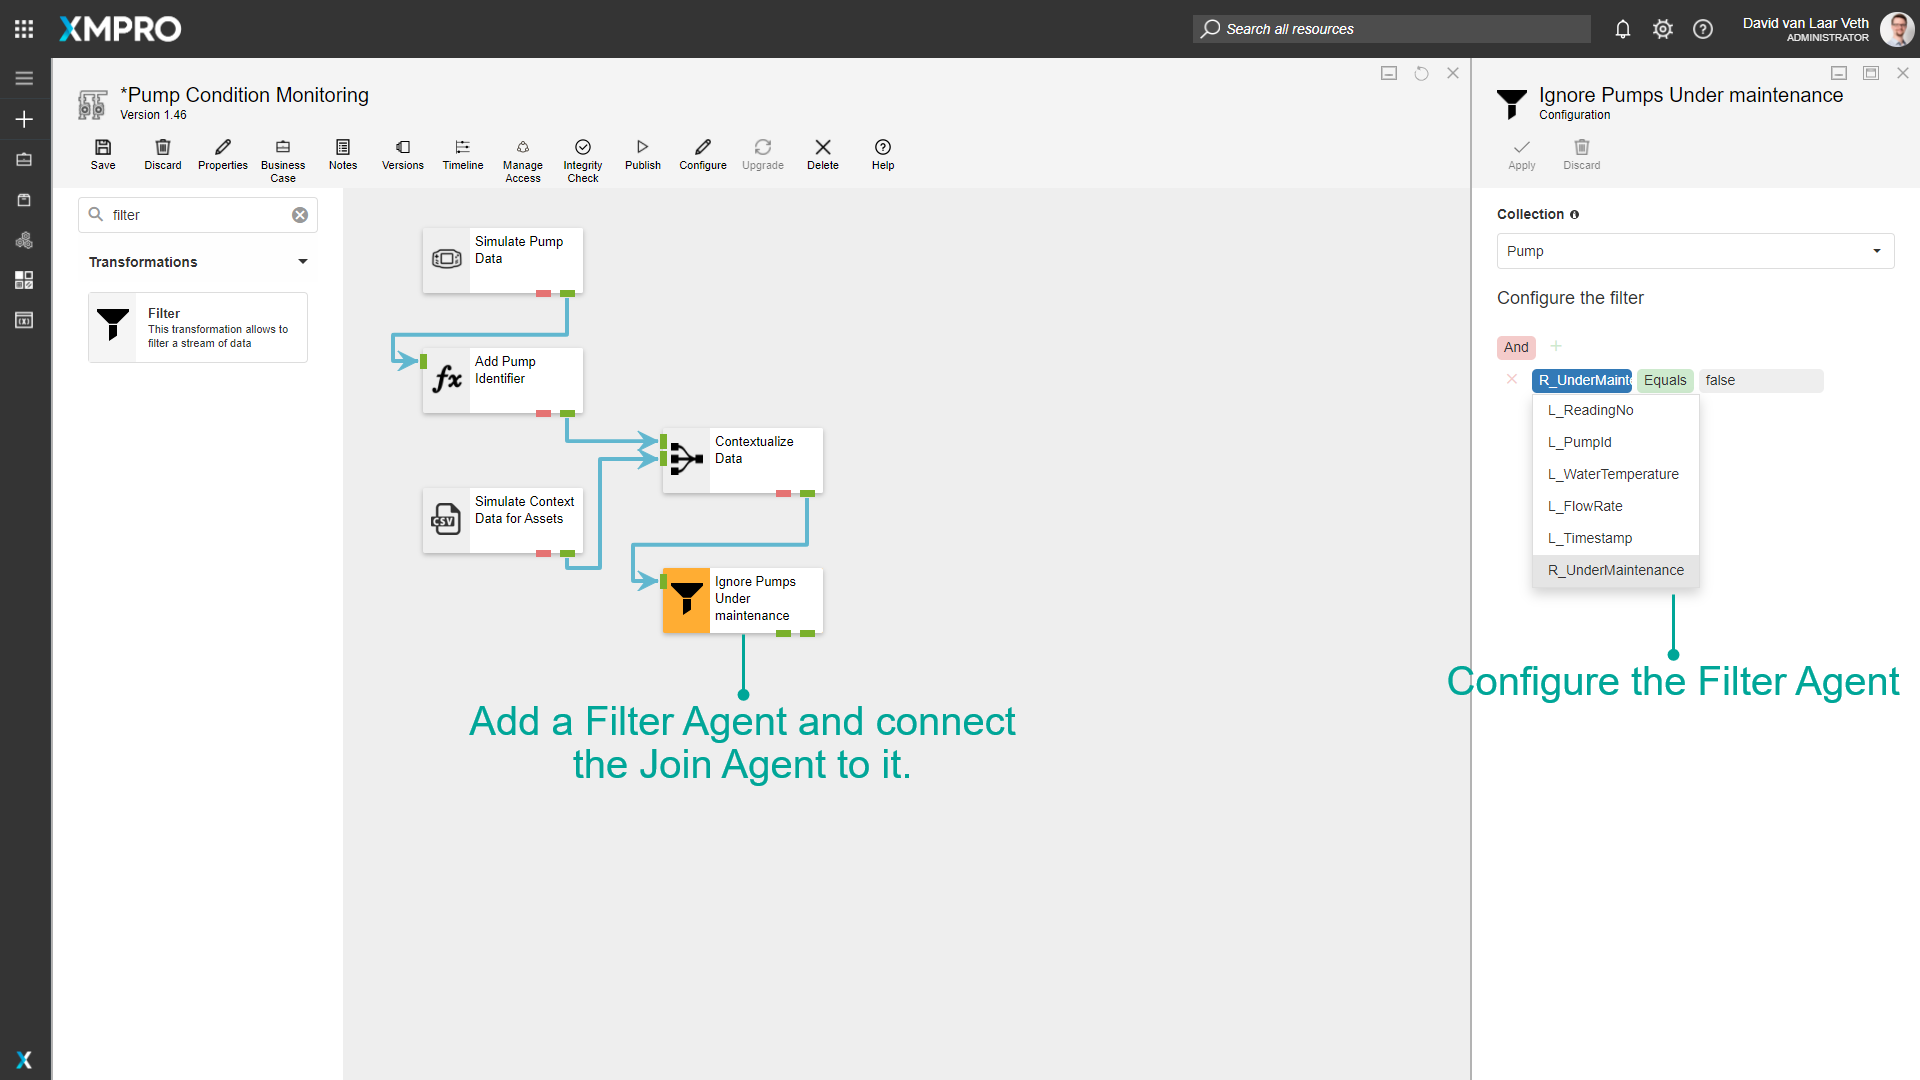 XMPRO
Search all resources
David van Laar Veth
ADMINISTRATOR
*Pump Condition Monitoring
Version 1.46
Save
Discard
Properties
Business
Case
Notes
Versions
Timeline
Manage
Access
Integrity
Check
Publish
Configure
Upgrade
Delete
Help
filter
Transformations
Filter
This transformation allows to
filter a stream of data
Simulate Pump
Data
Add Pump
Identifier
fx
Contextualize
Data
Simulate Context
Data for Assets
CSV
Ignore Pumps
Under
maintenance
Add a Filter Agent and connect
the Join Agent to it.
Ignore Pumps Under maintenance
Configuration
Apply
Discard
Collection
Pump
Configure the filter
And
R_UnderMainte
Equals
false
L_ReadingNo
L_PumpId
L_WaterTemperature
L_FlowRate
L_Timestamp
R_UnderMaintenance
Configure the Filter Agent